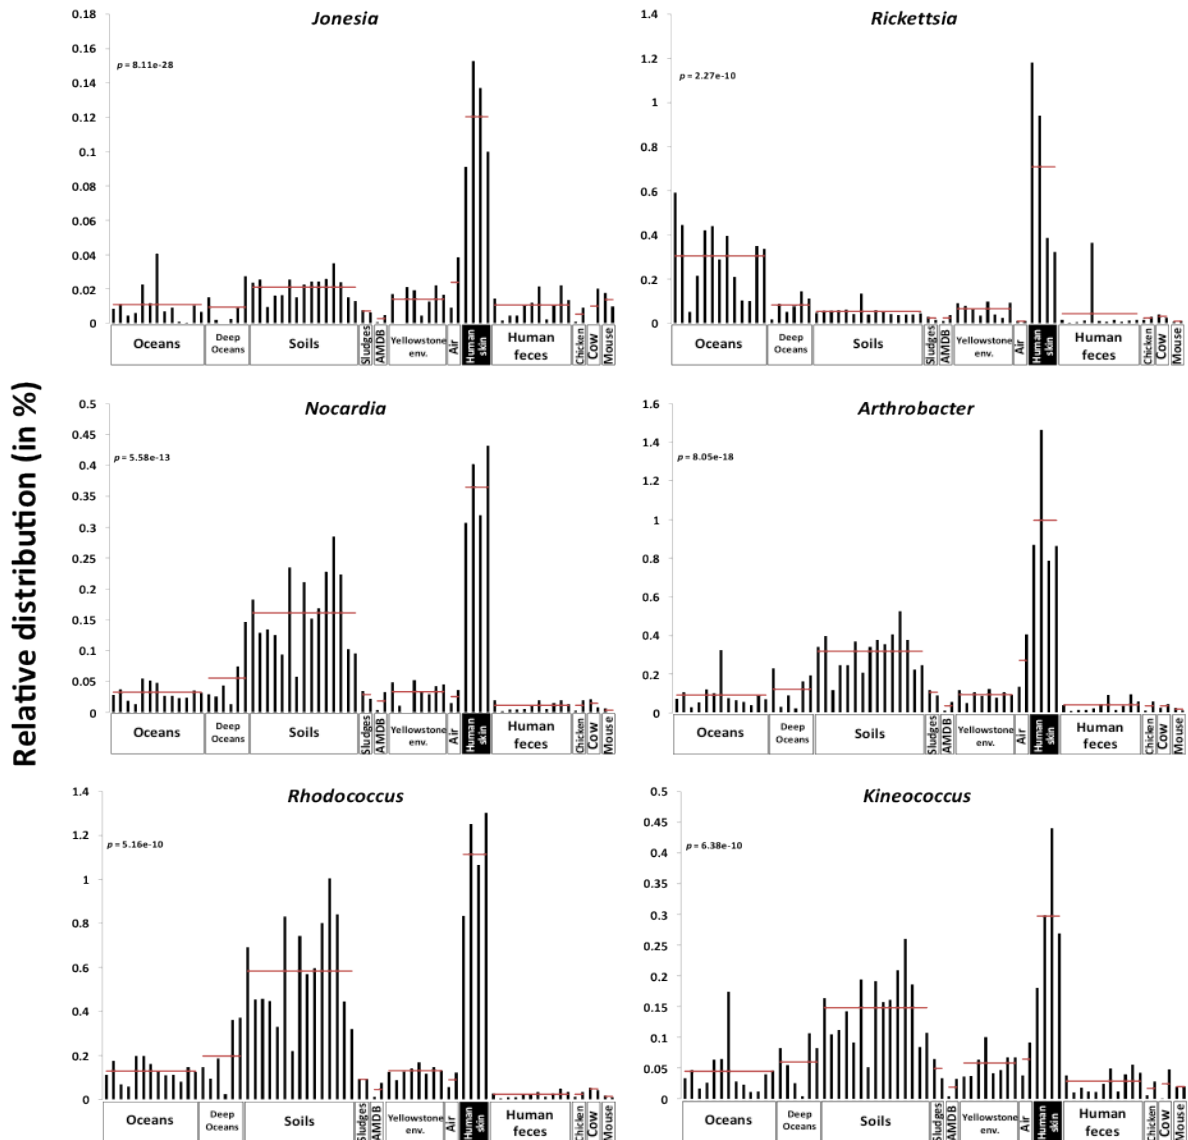 Relative distribution (in %)
Jonesia
p = 8.11e-28
0.18
0.16
0.14
0.12
0.1
0.08
0.06
0.04
0.02
0
Oceans
Deep
Oceans
Soils
Sludges
AMDB
Yellowstone
env.
Air
Human
skin
Human
feces
Chicken
Cow
Mouse
Rickettsia
p = 2.27e-10
1.4
1.2
1
0.8
0.6
0.4
0.2
0
Oceans
Deep
Oceans
Soils
Sludges
AMDB
Yellowstone
env.
Air
Human
skin
Human
feces
Chicken
Cow
Mouse
Nocardia
p = 5.58e-13
0.5
0.45
0.4
0.35
0.3
0.25
0.2
0.15
0.1
0.05
0
Oceans
Deep
Oceans
Soils
Sludges
AMDB
Yellowstone
env.
Air
Human
skin
Human
feces
Chicken
Cow
Mouse
Arthrobacter
p = 8.05e-18
1.6
1.4
1.2
1
0.8
0.6
0.4
0.2
0
Oceans
Deep
Oceans
Soils
Sludges
AMDB
Yellowstone
env.
Air
Human
skin
Human
feces
Chicken
Cow
Mouse
Rhodococcus
p = 5.16e-10
1.4
1.2
1
0.8
0.6
0.4
0.2
0
Oceans
Deep
Oceans
Soils
Sludges
AMDB
Yellowstone
env.
Air
Human
skin
Human
feces
Chicken
Cow
Mouse
Kineococcus
p = 6.38e-10
0.5
0.45
0.4
0.35
0.3
0.25
0.2
0.15
0.1
0.05
0
Oceans
Deep
Oceans
Soils
Sludges
AMDB
Yellowstone
env.
Air
Human
skin
Human
feces
Chicken
Cow
Mouse